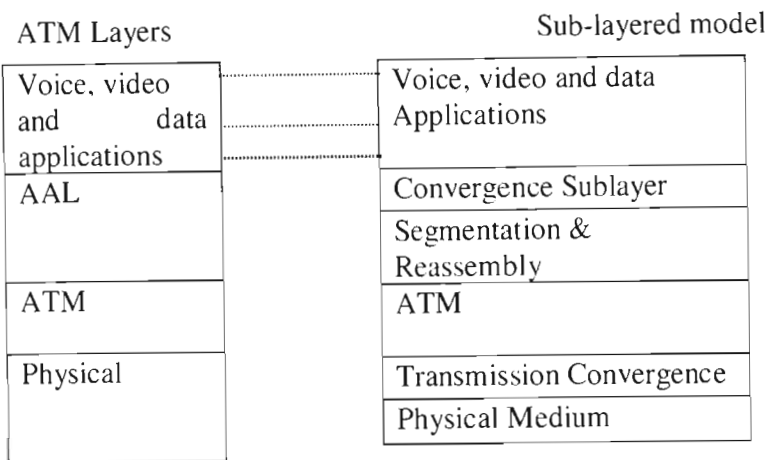 ATM Layers
Sub-layered model
Voice, video
and data
applications
AAL
ATM
Physical
Voice, video and data
Applications
Convergence Sublayer
Segmentation &
Reassembly
ATM
Transmission Convergence
Physical Medium